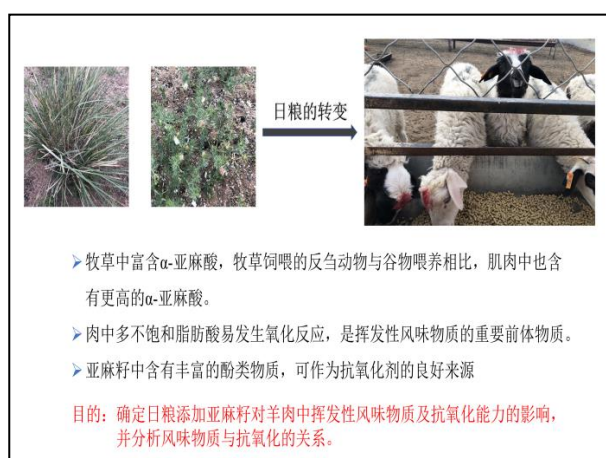 日粮的转变
➤牧草中富含α-亚麻酸，牧草饲喂的反刍动物与谷物喂养相比，肌肉中也含
有更高的α-亚麻酸。
➤肉中多不饱和脂肪酸易发生氧化反应，是挥发性风味物质的重要前体物质。
➤亚麻籽中含有丰富的酚类物质，可作为抗氧化剂的良好来源
目的：确定日粮添加亚麻籽对羊肉中挥发性风味物质及抗氧化能力的影响，
并分析风味物质与抗氧化的关系。